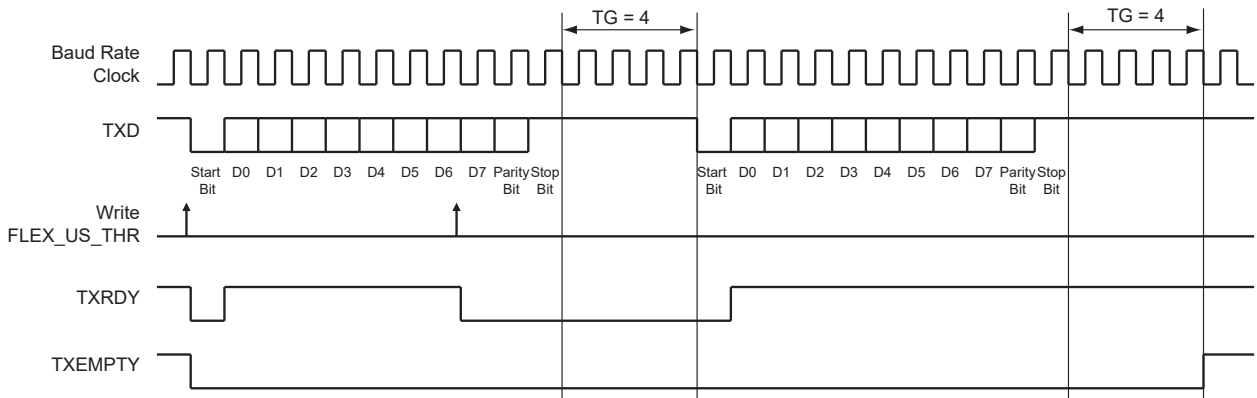 TG = 4
TG = 4
Baud Rate
Clock
TXD
Start
Bit
D0
D1
D2
D3
D4
D5
D6
D7
Parity
Bit
Stop
Bit
Start
Bit
D0
D1
D2
D3
D4
D5
D6
D7
Parity
Bit
Stop
Bit
Write
FLEX_US_THR
TXRDY
TXEMPTY